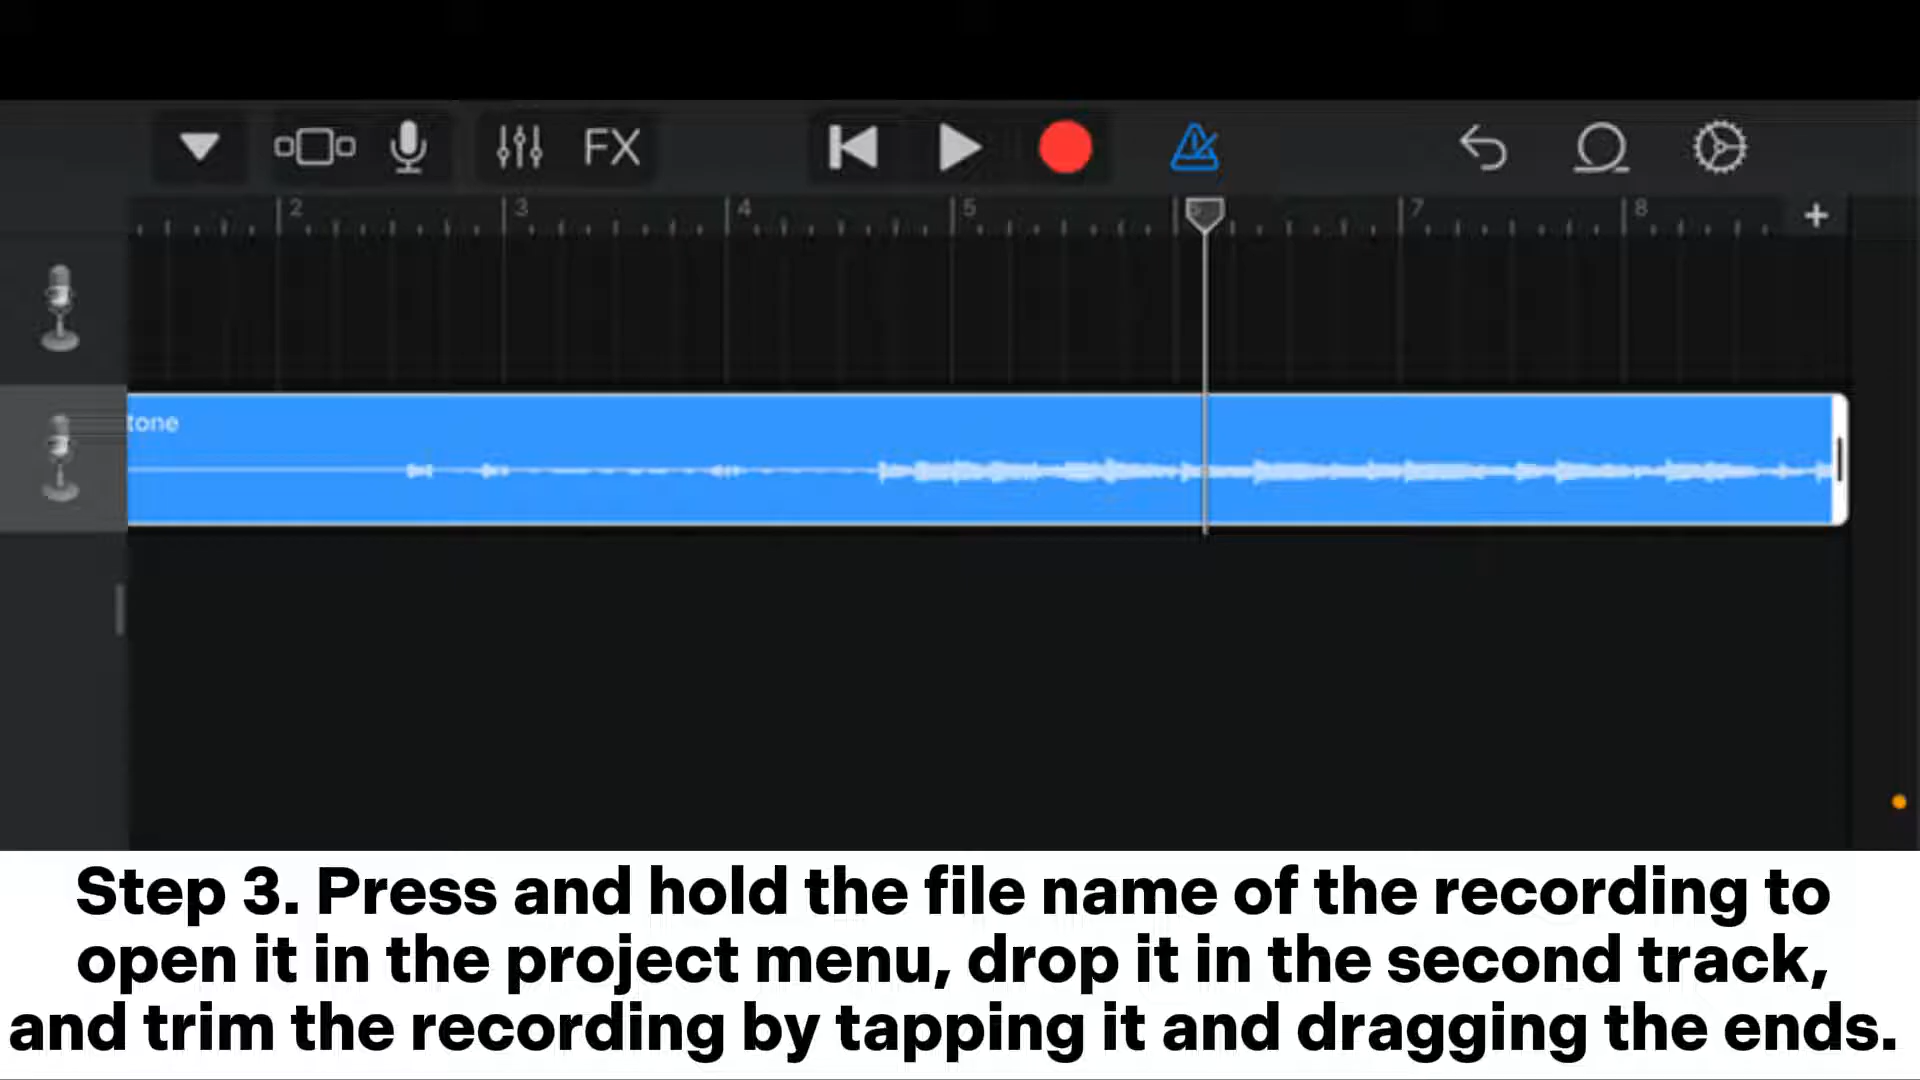 FX
2 3 4 5 6 7 8
tone
Step 3. Press and hold the file name of the recording to
open it in the project menu, drop it in the second track,
and trim the recording by tapping it and dragging the ends.